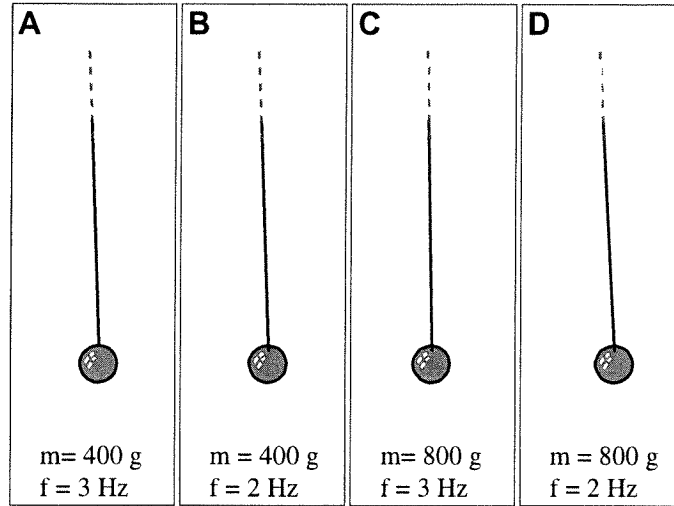 A
B
C
D
m= 400 g
f = 3 Hz
m= 400 g
f = 2 Hz
m= 800 g
f = 3 Hz
m= 800 g
f = 2 Hz